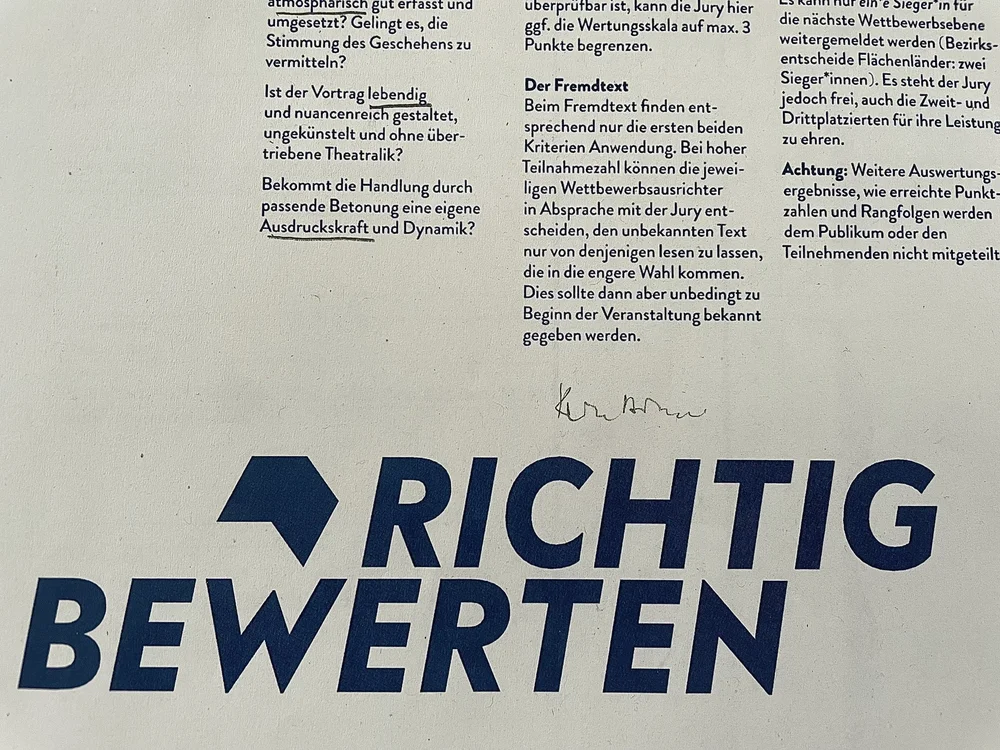 atmosphärisch gut erfasst und
umgesetzt? Gelingt es, die
Stimmung des Geschehens zu
vermitteln?
Ist der Vortrag lebendig
und nuancenreich gestaltet,
ungekünstelt und ohne über-
triebene Theatralik?
Bekommt die Handlung durch
passende Betonung eine eigene
Ausdruckskraft und Dynamik?
überprüfbar ist, kann die Jury hier
ggf. die Wertungsskala auf max. 3
Punkte begrenzen.
Der Fremdtext
Beim Fremdtext finden ent-
sprechend nur die ersten beiden
Kriterien Anwendung. Bei hoher
Teilnahmezahl können die jewei-
ligen Wettbewerbsausrichter
in Absprache mit der Jury ent-
scheiden, den unbekannten Text
nur von denjenigen lesen zu lassen,
die in die engere Wahl kommen.
Dies sollte dann aber unbedingt zu
Beginn der Veranstaltung bekannt
gegeben werden.
Es kann nur ein*e Sieger*in für
die nächste Wettbewerbsebene
weitergemeldet werden (Bezirks-
entscheide Flächenländer: zwei
Sieger*innen). Es steht der Jury
jedoch frei, auch die Zweit- und
Drittplatzierten für ihre Leistung
zu ehren.
Achtung: Weitere Auswertungs-
ergebnisse, wie erreichte Punkt-
zahlen und Rangfolgen werden
dem Publikum oder den
Teilnehmenden nicht mitgeteilt
RICHTIG
BEWERTEN